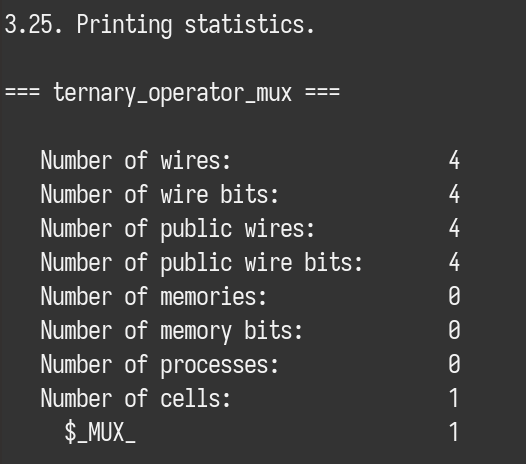 3.25. Printing statistics.
=== ternary_operator_mux ===
Number of wires: 4
Number of wire bits: 4
Number of public wires: 4
Number of public wire bits: 4
Number of memories: 0
Number of memory bits: 0
Number of processes: 0
Number of cells: 1
$_MUX_ 1